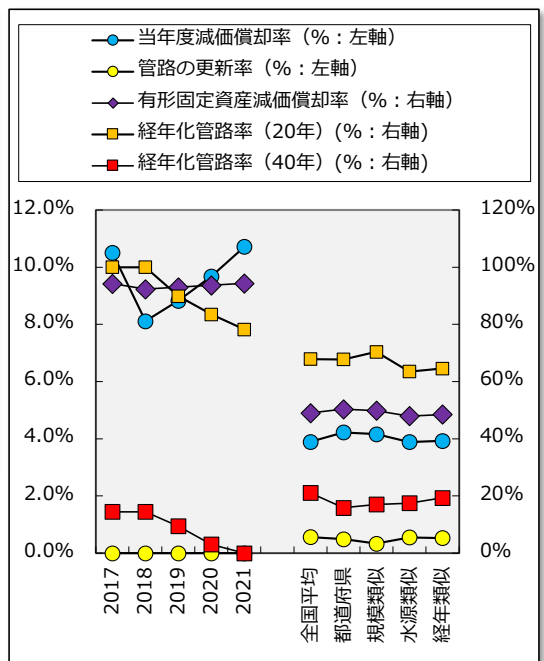 当年度減価償却率（％：左軸）
管路の更新率（％：左軸）
有形固定資産減価償却率（％：右軸）
経年化管路率（20年）(％：右軸)
経年化管路率（40年）(％：右軸)
12.0%
10.0%
8.0%
6.0%
4.0%
2.0%
0.0%
120%
100%
80%
60%
40%
20%
0%
2017
2018
2019
2020
2021
全国平均
都道府県
規模類似
水源類似
経年類似